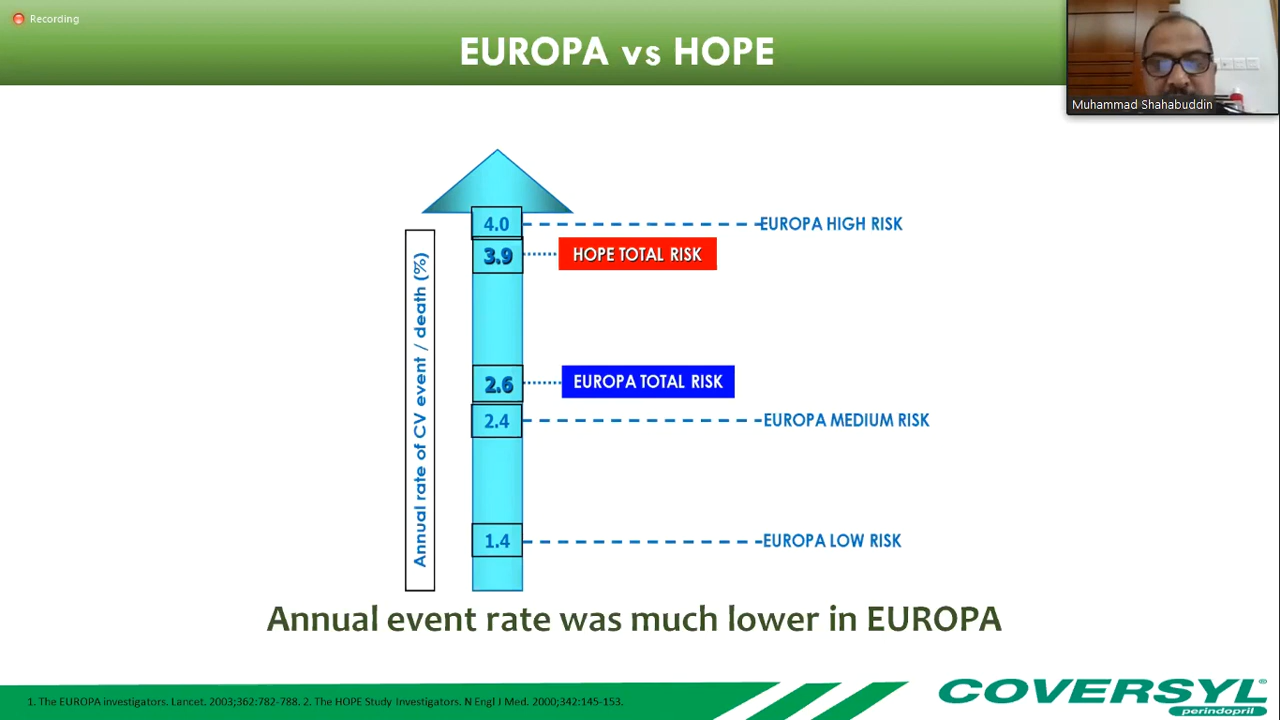 Recording
EUROPA vs HOPE
Muhammad Shahabuddin
Annual rate of CV event / death (%)
4.0
EUROPA HIGH RISK
3.9
HOPE TOTAL RISK
2.6
EUROPA TOTAL RISK
2.4
EUROPA MEDIUM RISK
1.4
EUROPA LOW RISK
Annual event rate was much lower in EUROPA
1. The EUROPA investigators. Lancet. 2003;362:782-788. 2. The HOPE Study Investigators. N Engl J Med. 2000;342:145-153.
COVERSYL®
perindopril